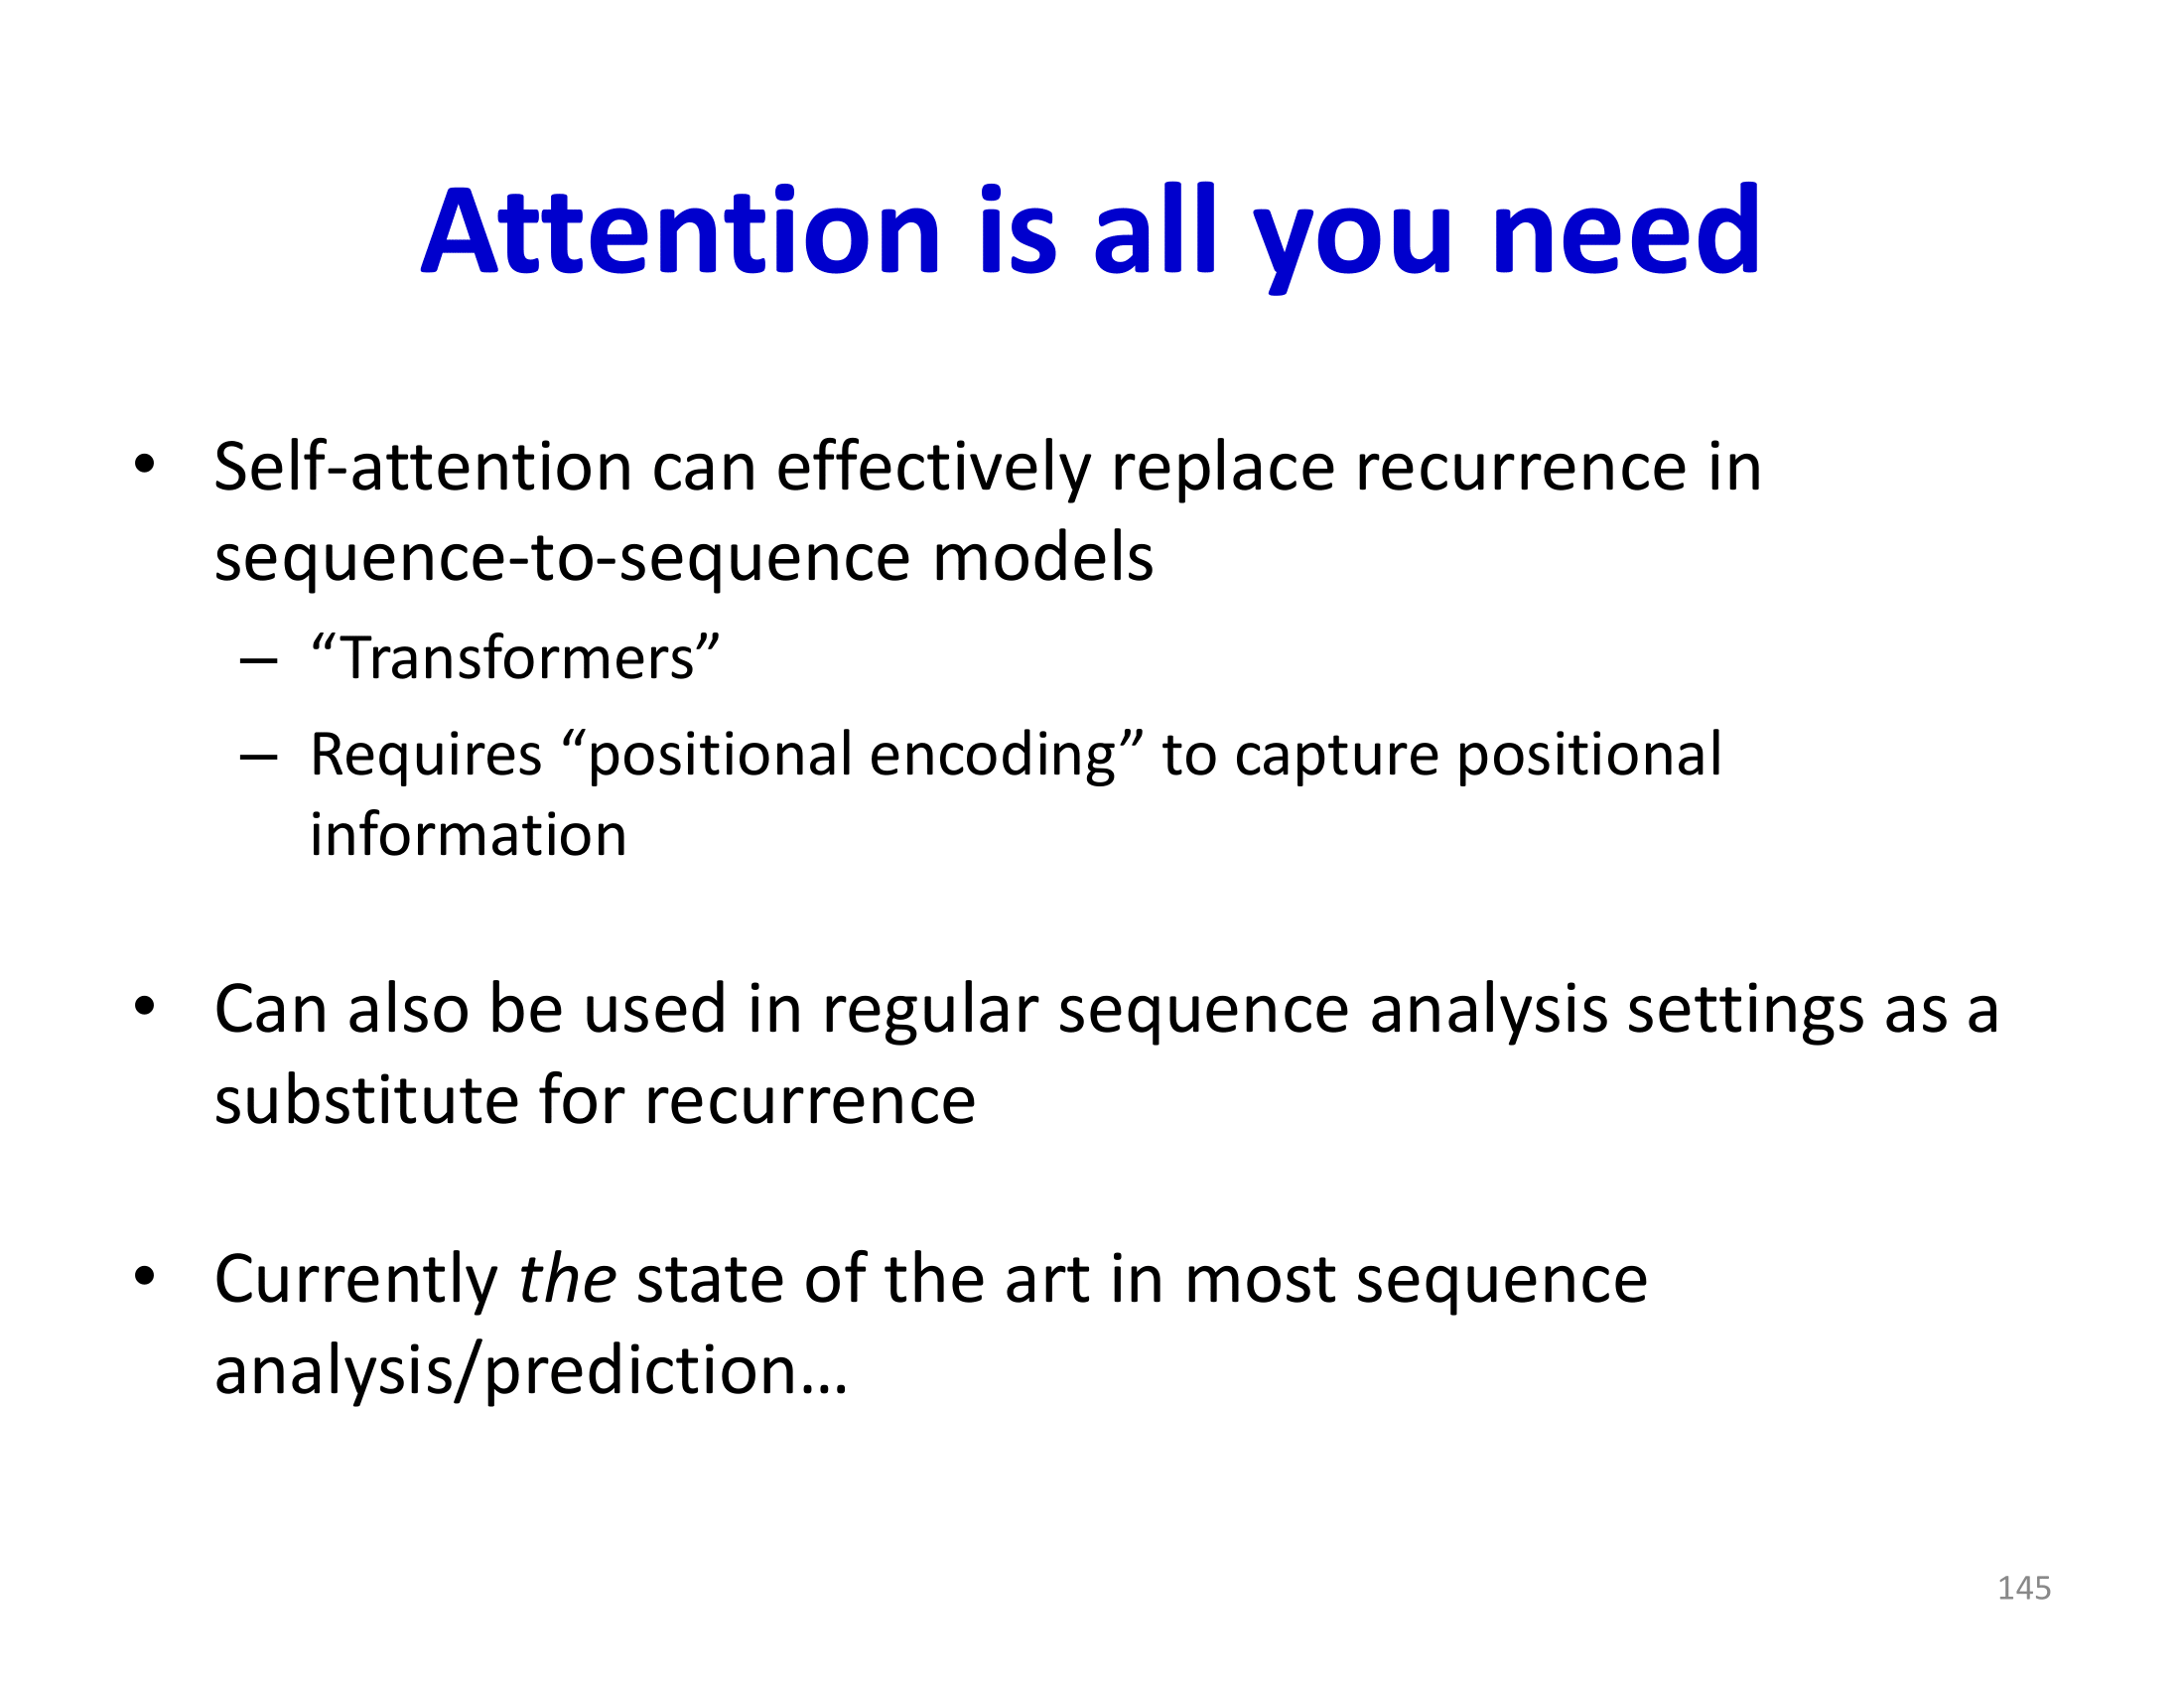 Attention is all you need
• Self-attention can effectively replace recurrence in
sequence-to-sequence models
– “Transformers”
– Requires “positional encoding” to capture positional
information
• Can also be used in regular sequence analysis settings as a
substitute for recurrence
• Currently the state of the art in most sequence
analysis/prediction…
145